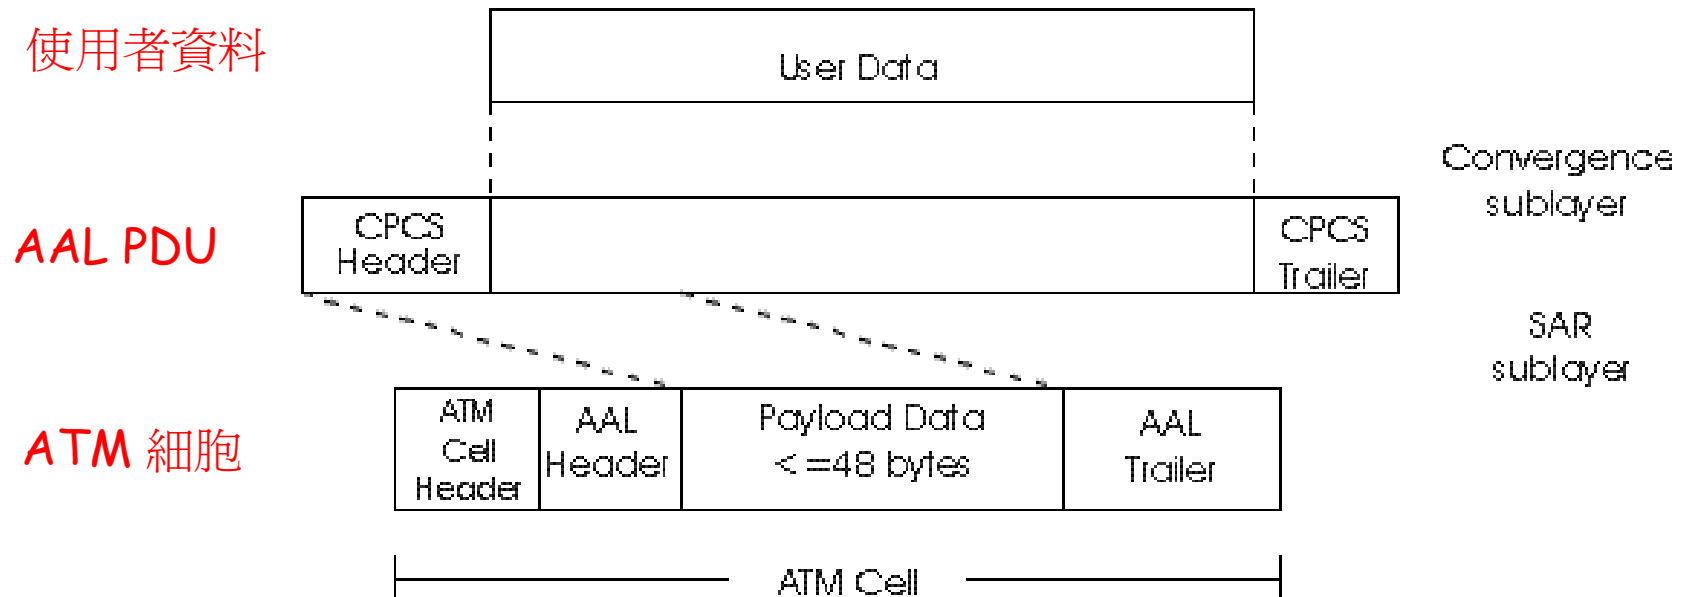 使用者資料
User Data
Convergence
sublayer
AAL PDU
CPCS
Header
CPCS
Trailer
SAR
sublayer
ATM 細胞
ATM
Cell
Header
AAL
Header
Payload Data
< =48 bytes
AAL
Trailer
ATM Cell